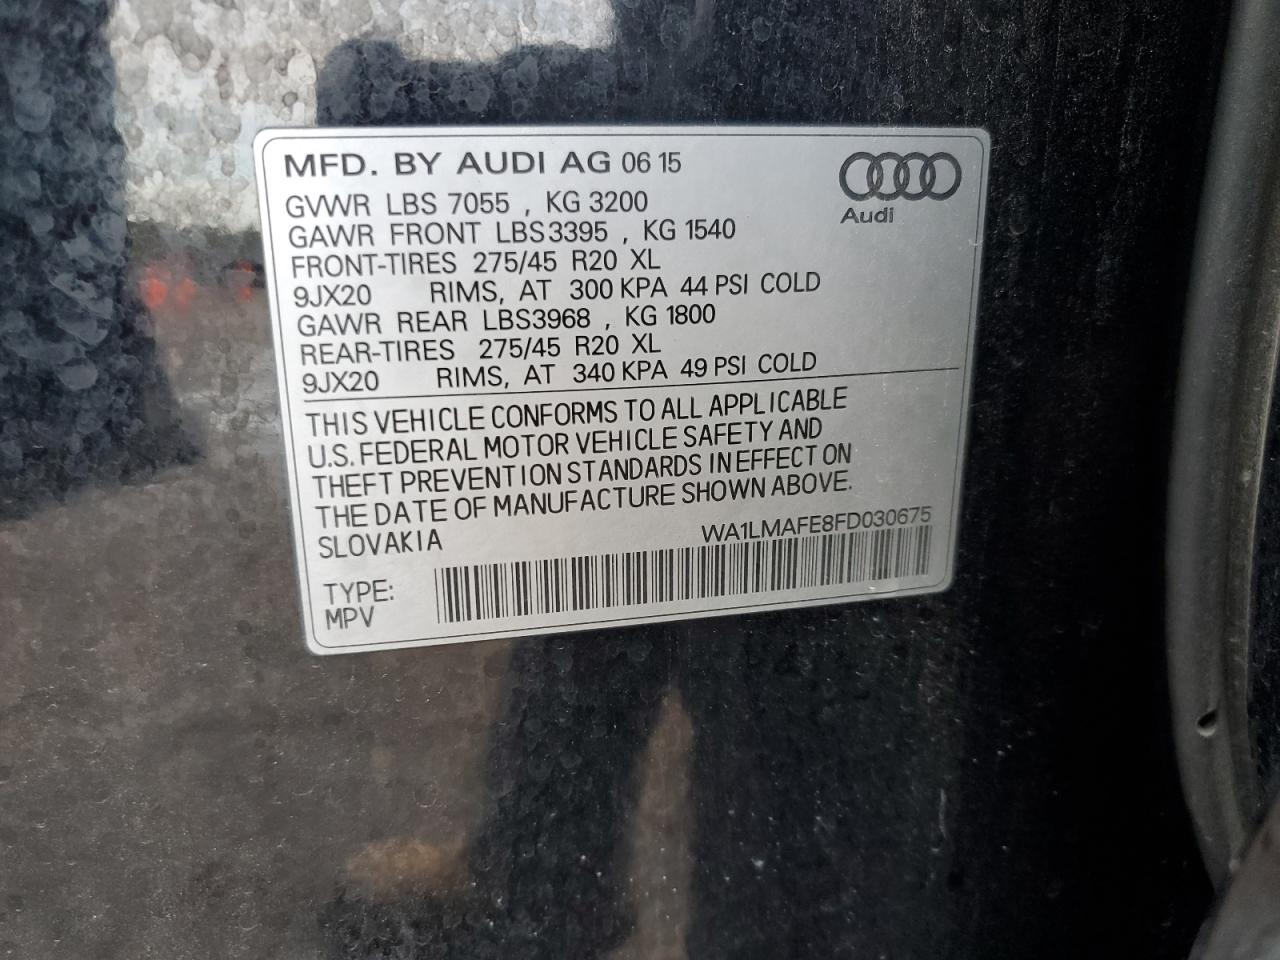 MFD. BY AUDI AG 06 15
Audi
GVWR LBS 7055 , KG 3200
GAWR FRONT LBS3395 , KG 1540
FRONT-TIRES 275/45 R20 XL
9JX20 RIMS, AT 300 KPA 44 PSI COLD
GAWR REAR LBS3968 , KG 1800
REAR-TIRES 275/45 R20 XL
9JX20 RIMS, AT 340 KPA 49 PSI COLD
THIS VEHICLE CONFORMS TO ALL APPLICABLE
U.S. FEDERAL MOTOR VEHICLE SAFETY AND
THEFT PREVENTION STANDARDS IN EFFECT ON
THE DATE OF MANUFACTURE SHOWN ABOVE.
SLOVAKIA WA1LMAFE8FD030675
TYPE:
MPV